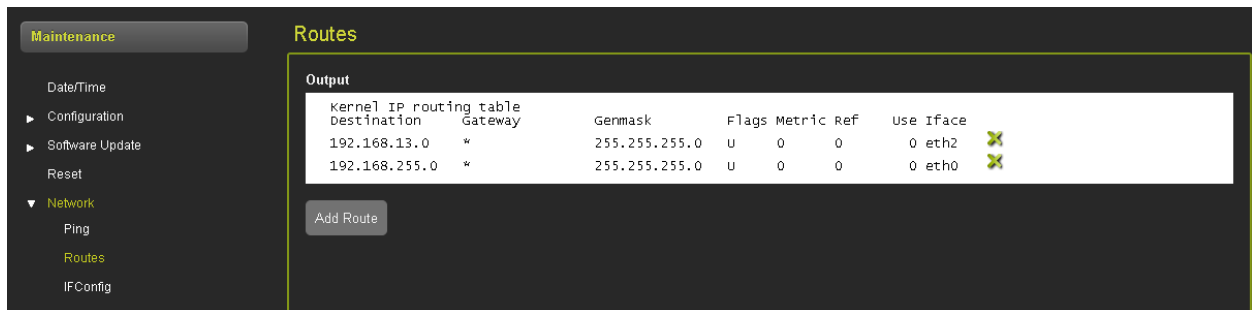 Maintenance
Date/Time
Configuration
Software Update
Reset
Network
Ping
Routes
IFConfig
Routes
Output
Kernel IP routing table
Destination Gateway Genmask Flags Metric Ref Use Iface
192.168.13.0 * 255.255.255.0 U 0 0 0 eth2
192.168.255.0 * 255.255.255.0 U 0 0 0 eth0
Add Route